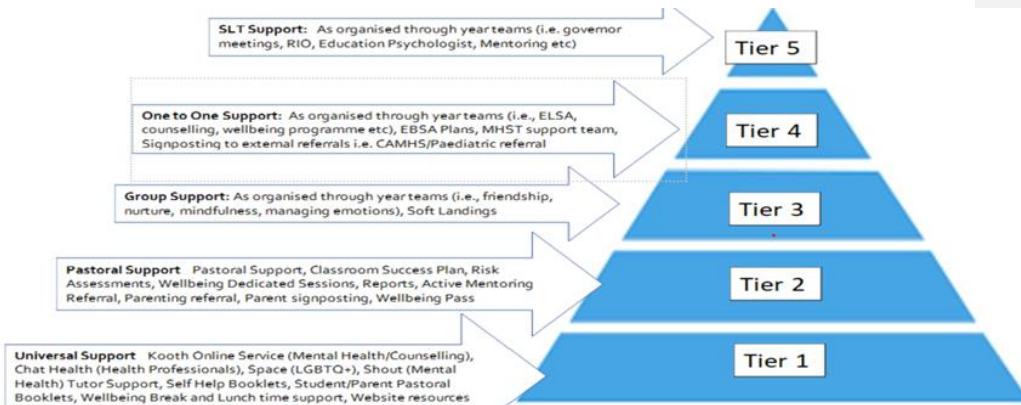 SLT Support: As organised through year teams (i.e. governor
meetings, RIO, Education Psychologist, Mentoring etc)
Tier 5
One to One Support: As organised through year teams (i.e., ELSA,
counselling, wellbeing programme etc), EBSA Plans, MHST support team,
Signposting to external referrals i.e. CAMHS/Paediatric referral
Tier 4
Group Support: As organised through year teams (i.e., friendship,
nurture, mindfulness, managing emotions), Soft Landings
Tier 3
Pastoral Support Pastoral Support, Classroom Success Plan, Risk
Assessments, Wellbeing Dedicated Sessions, Reports, Active Mentoring
Referral, Parenting referral, Parent signposting, Wellbeing Pass
Tier 2
Universal Support Kooth Online Service (Mental Health/Counselling),
Chat Health (Health Professionals), Space (LGBTQ+), Shout (Mental
Health) Tutor Support, Self Help Booklets, Student/Parent Pastoral
Booklets, Wellbeing Break and Lunch time support, Website resources
Tier 1